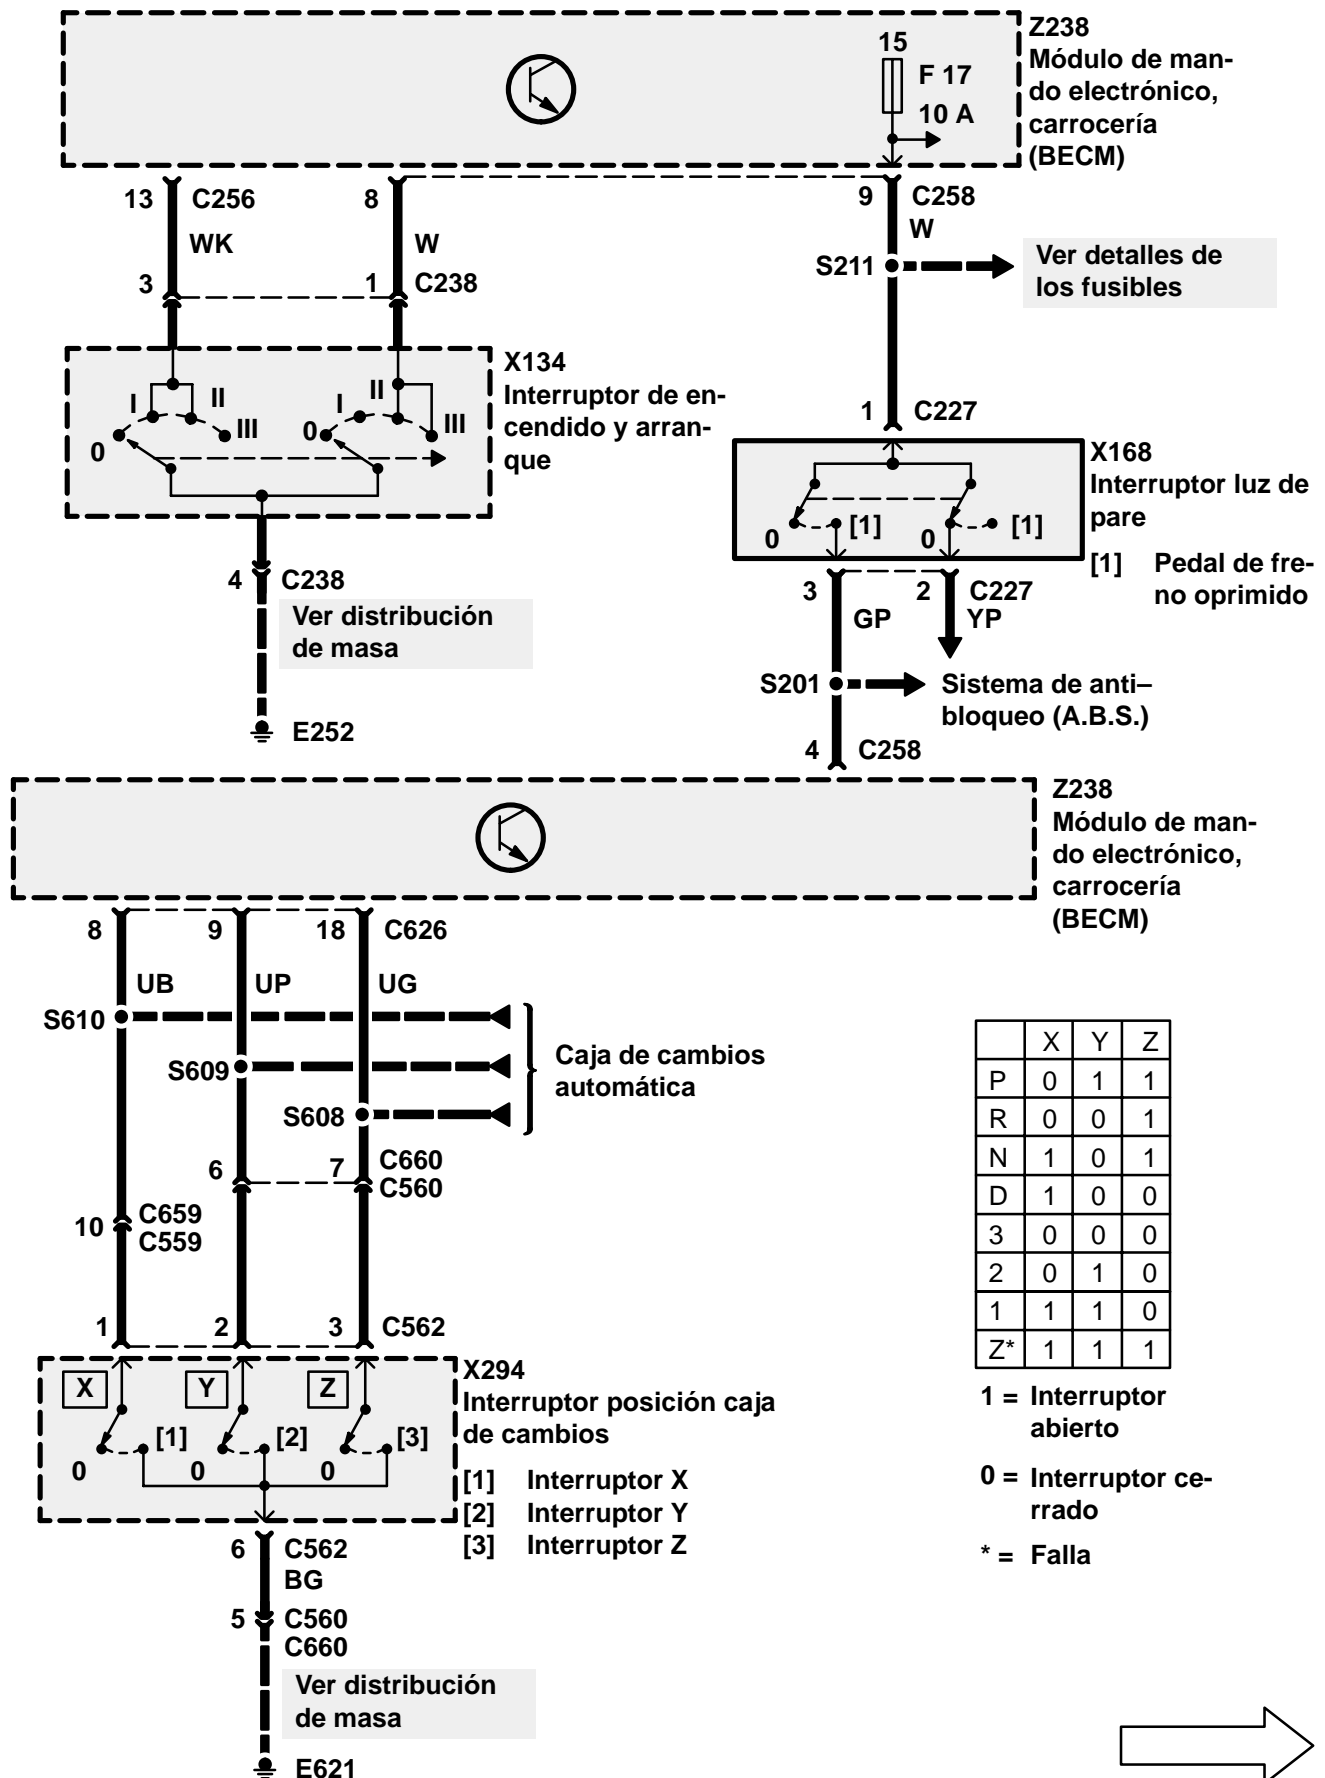 Z238
Módulo de man-
do electrónico,
carrocería
(BECM)
15
F 17
10 A
13 C256
8
9 C258
WK
W
W
S211
Ver detalles de
los fusibles
3
1 C238
X134
Interruptor de en-
cendido y arran-
que
I II III 0
I II III 0
1 C227
X168
Interruptor luz de
pare
[1] Pedal de fre-
no oprimido
0 [1] 0 [1]
4 C238
Ver distribución
de masa
E252
3 2 C227
GP YP
S201
Sistema de anti–
bloqueo (A.B.S.)
4 C258
Z238
Módulo de man-
do electrónico,
carrocería
(BECM)
8 9 18 C626
UB UP UG
S610
S609
S608
Caja de cambios
automática
6 7 C660
C560
10 C659
C559
1 2 3 C562
X Y Z
[1] [2] [3]
0 0 0
X294
Interruptor posición caja
de cambios
[1] Interruptor X
[2] Interruptor Y
[3] Interruptor Z
6 C562
BG
5 C560
C660
Ver distribución
de masa
E621
X Y Z
P 0 1 1
R 0 0 1
N 1 0 1
D 1 0 0
3 0 0 0
2 0 1 0
1 1 1 0
Z* 1 1 1
1 = Interruptor
abierto
0 = Interruptor ce-
rrado
* = Falla